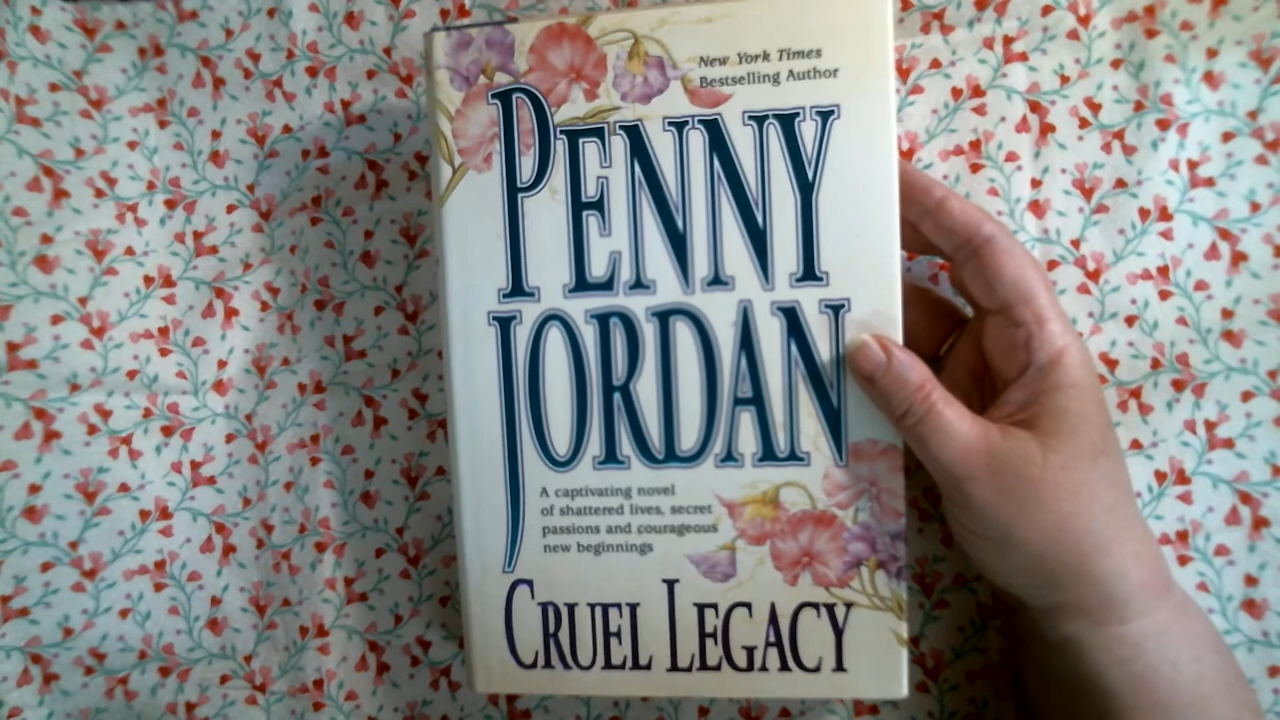 New York Times
Bestselling Author
PENNY
JORDAN
A captivating novel
of shattered lives, secret
passions and courageous
new beginnings
CRUEL LEGACY